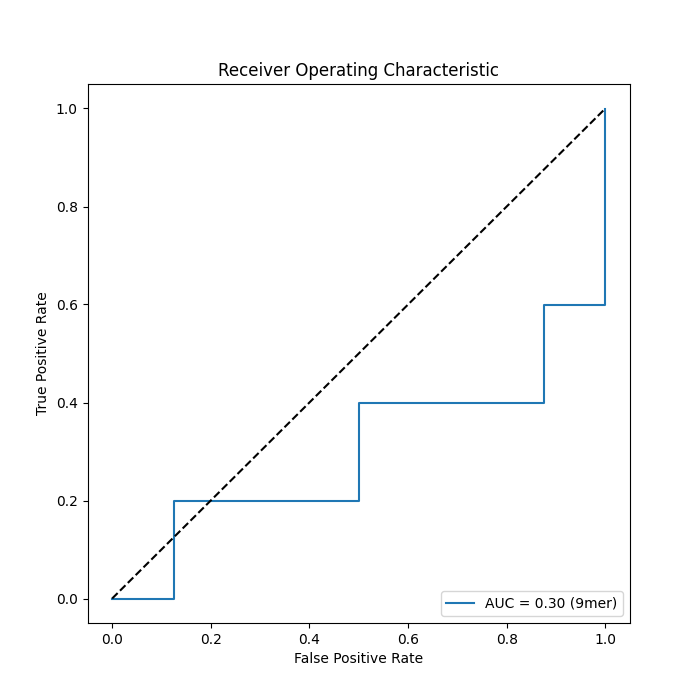 Receiver Operating Characteristic
1.0
0.8
0.6
0.4
0.2
0.0
True Positive Rate
AUC = 0.30 (9mer)
0.0 0.2 0.4 0.6 0.8 1.0
False Positive Rate